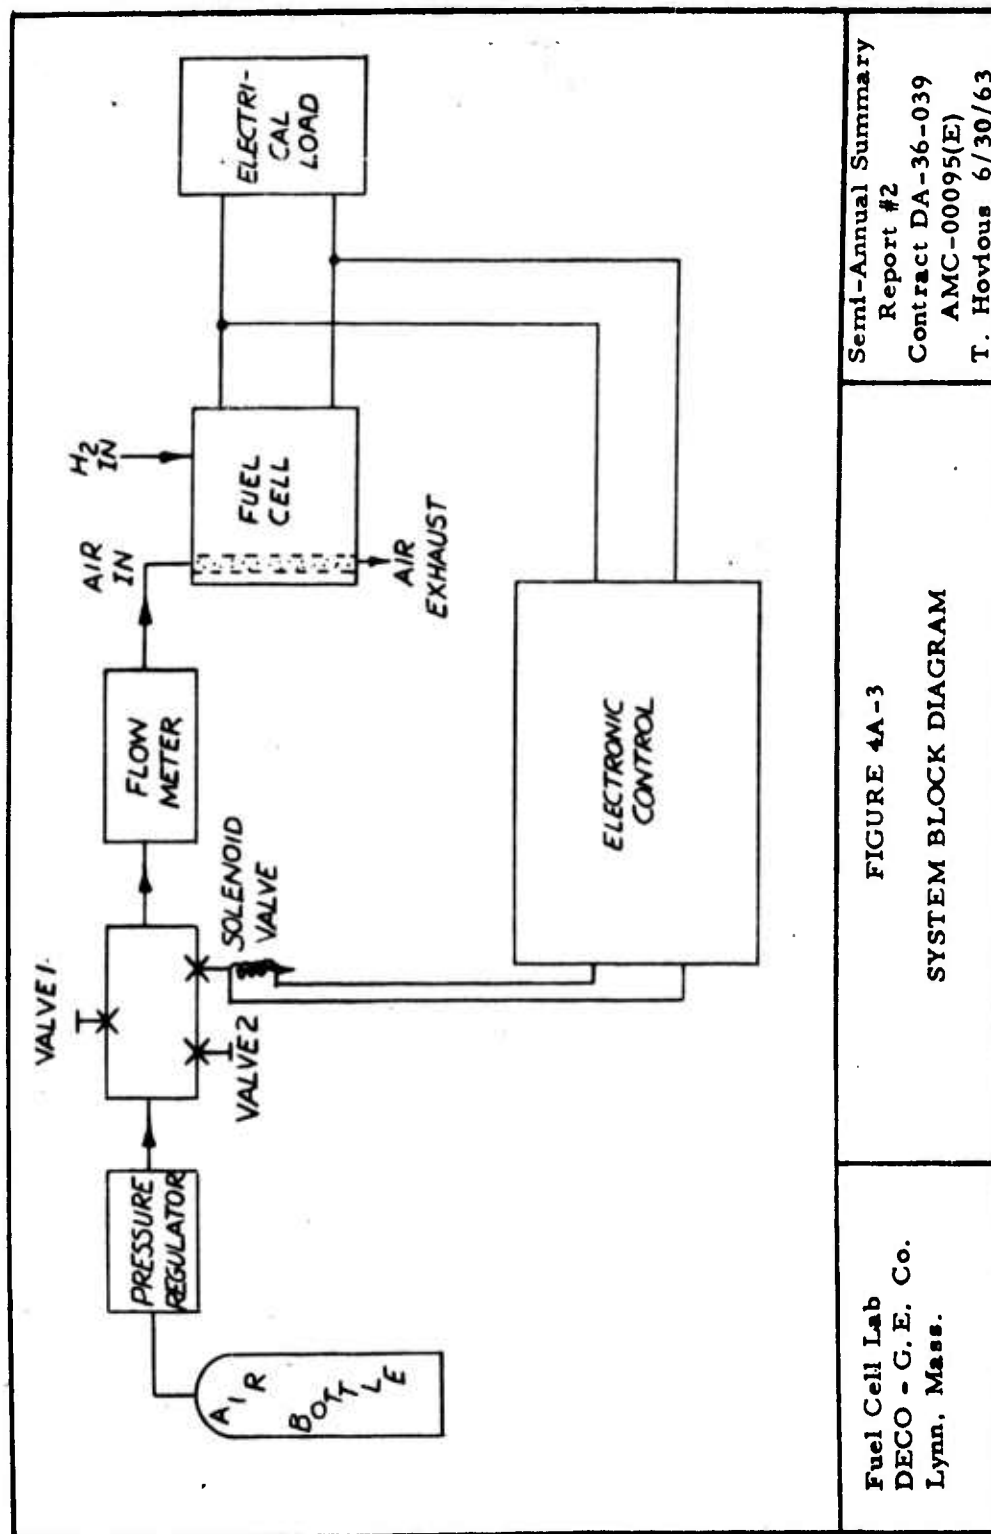 AIR
BOTTLE
PRESSURE
REGULATOR
VALVE 1
VALVE 2
SOLENOID
VALVE
FLOW
METER
AIR
IN
H2
IN
FUEL
CELL
AIR
EXHAUST
ELECTRI-
CAL
LOAD
ELECTRONIC
CONTROL
Fuel Cell Lab
DECO - G. E. Co.
Lynn, Mass.
FIGURE 4A-3
SYSTEM BLOCK DIAGRAM
Semi-Annual Summary
Report #2
Contract DA-36-039
AMC-00095(E)
T. Hovious 6/30/63